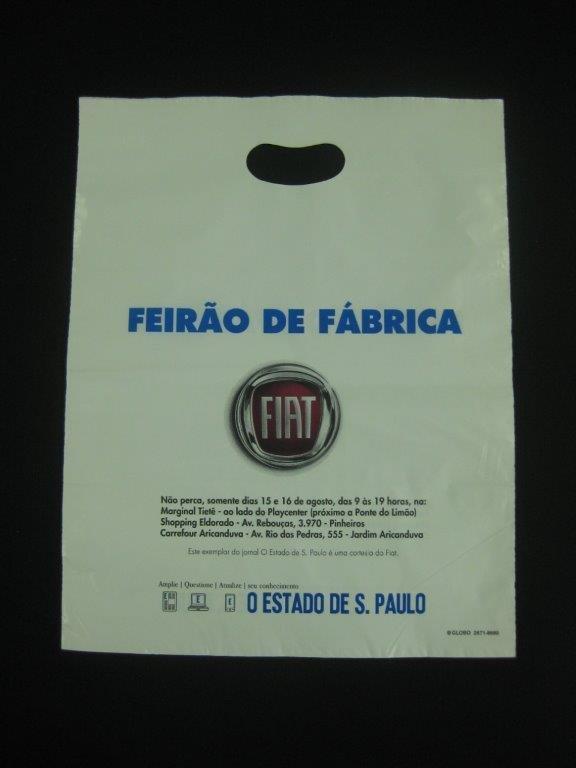 FEIRÃO DE FÁBRICA
FIAT
Não perca, somente dias 15 e 16 de agosto, das 9 às 19 horas, na:
Marginal Tietê - ao lado do Playcenter (próximo a Ponte do Limão)
Shopping Eldorado - Av. Rebouças, 3.970 - Pinheiros
Carrefour Aricanduva - Av. Rio das Pedras, 555 - Jardim Aricanduva
Este exemplar do jornal O Estado de S. Paulo é uma cortesia da Fiat.
Amplie | Questione | Atualize | seu conhecimento
O ESTADO DE S. PAULO
GLOBO